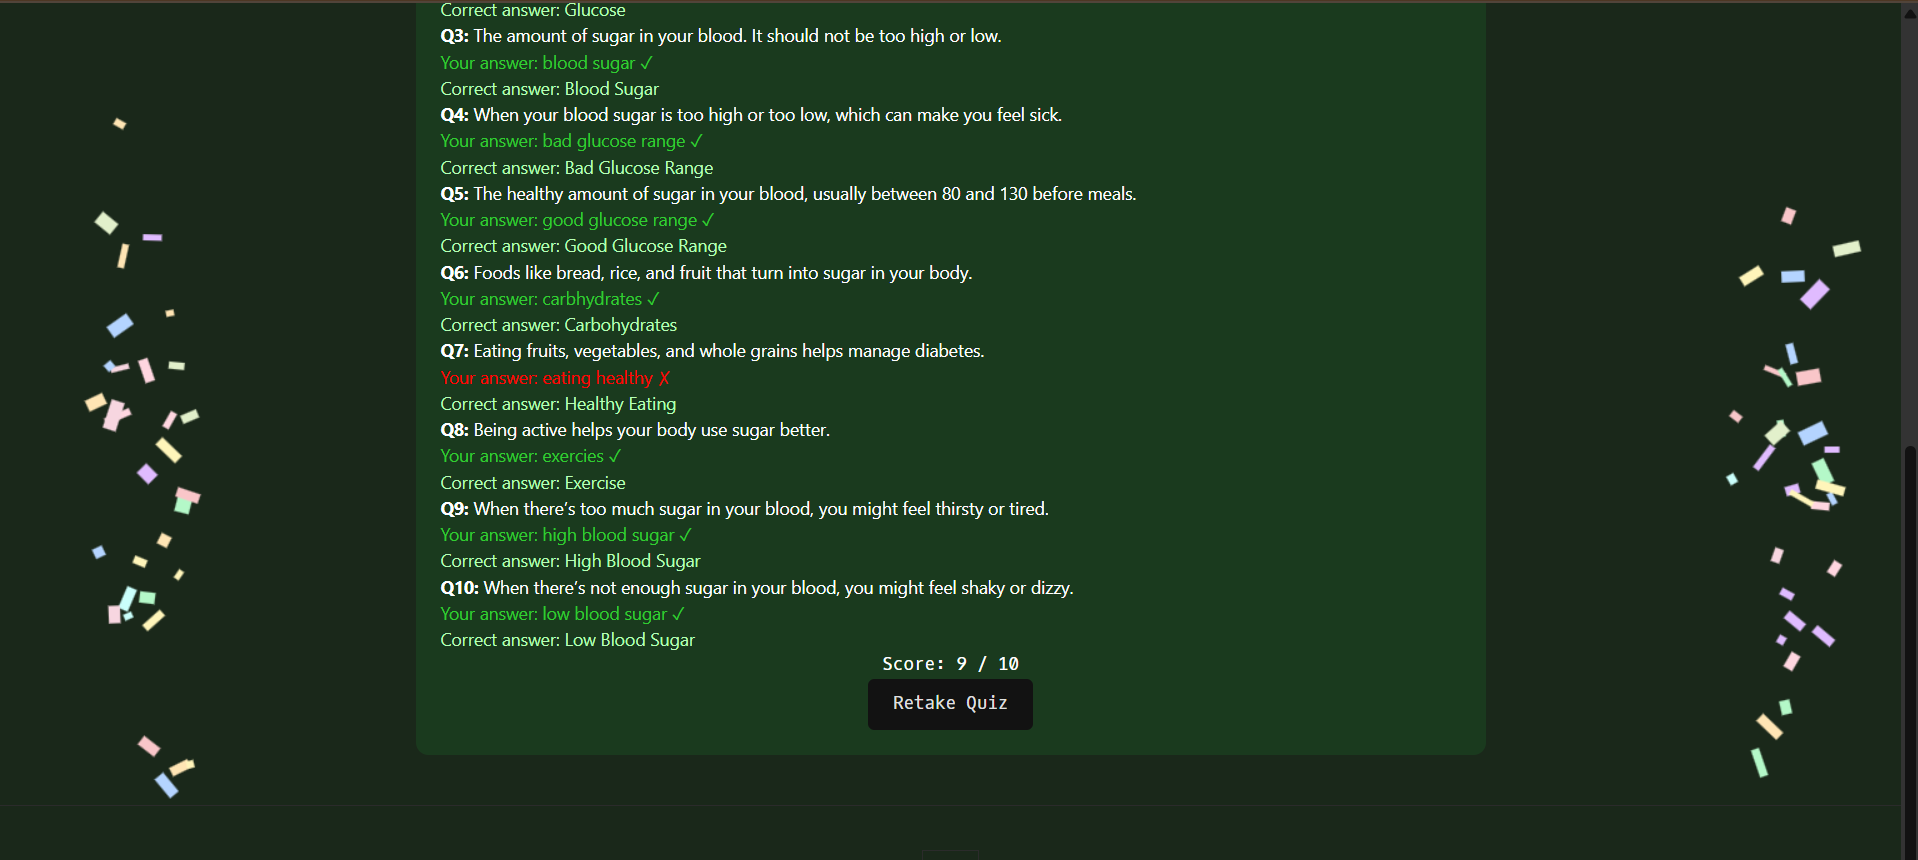 Correct answer: Glucose
Q3: The amount of sugar in your blood. It should not be too high or low.
Your answer: blood sugar ✓
Correct answer: Blood Sugar
Q4: When your blood sugar is too high or too low, which can make you feel sick.
Your answer: bad glucose range ✓
Correct answer: Bad Glucose Range
Q5: The healthy amount of sugar in your blood, usually between 80 and 130 before meals.
Your answer: good glucose range ✓
Correct answer: Good Glucose Range
Q6: Foods like bread, rice, and fruit that turn into sugar in your body.
Your answer: carbhydrates ✓
Correct answer: Carbohydrates
Q7: Eating fruits, vegetables, and whole grains helps manage diabetes.
Your answer: eating healthy ✗
Correct answer: Healthy Eating
Q8: Being active helps your body use sugar better.
Your answer: exercies ✓
Correct answer: Exercise
Q9: When there’s too much sugar in your blood, you might feel thirsty or tired.
Your answer: high blood sugar ✓
Correct answer: High Blood Sugar
Q10: When there’s not enough sugar in your blood, you might feel shaky or dizzy.
Your answer: low blood sugar ✓
Correct answer: Low Blood Sugar
Score: 9 / 10
Retake Quiz